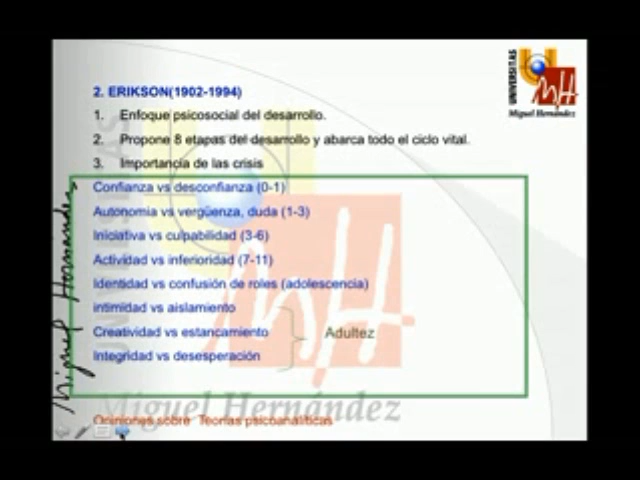 2. ERIKSON(1902-1994)
1. Enfoque psicosocial del desarrollo.
2. Propone 8 etapas del desarrollo y abarca todo el ciclo vital.
3. Importancia de las crisis
Confianza vs desconfianza (0-1)
Autonomia vs vergüenza, duda (1-3)
Iniciativa vs culpabilidad (3-6)
Actividad vs inferioridad (7-11)
Identidad vs confusión de roles (adolescencia)
intimidad vs aislamiento
Creatividad vs estancamiento
Adultez
Integridad vs desesperación
Opiniones sobre Teorias psicoanalíticas
UNIVERSITAS
Miguel Hernández
UNIVERSITAS
Miguel Hernández
Miguel Hernández